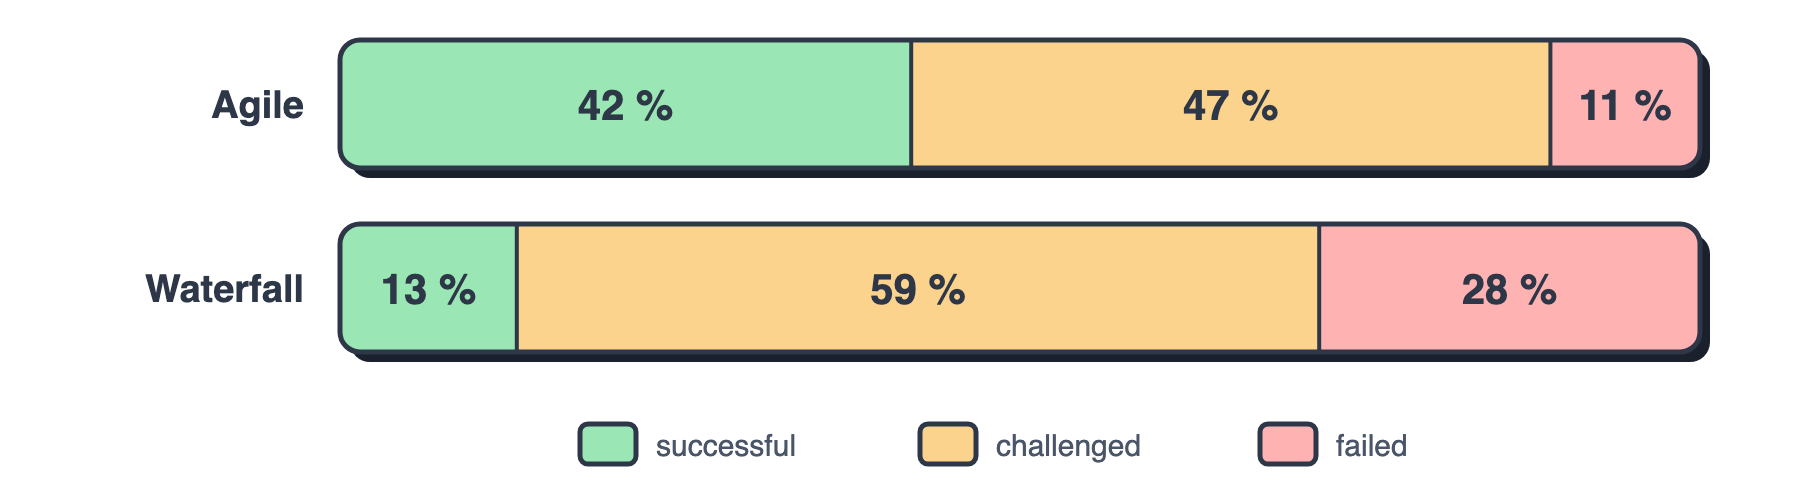 Agile 42 % 47 % 11 %
Waterfall 13 % 59 % 28 %
successful challenged failed